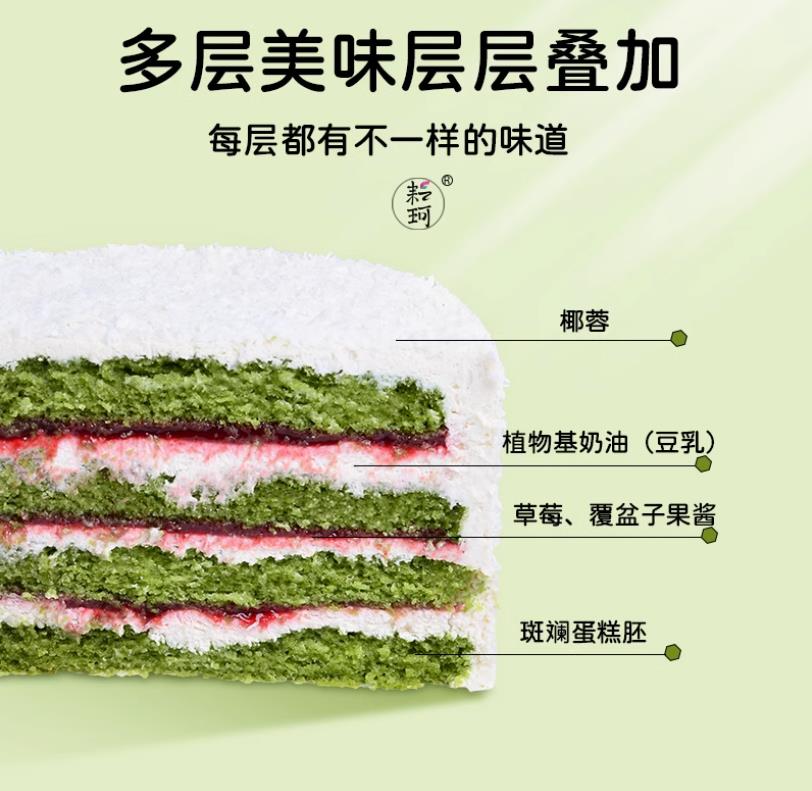 多层美味层层叠加
每层都有不一样的味道
®
珂
椰蓉
植物基奶油（豆乳）
草莓、覆盆子果酱
斑斓蛋糕胚